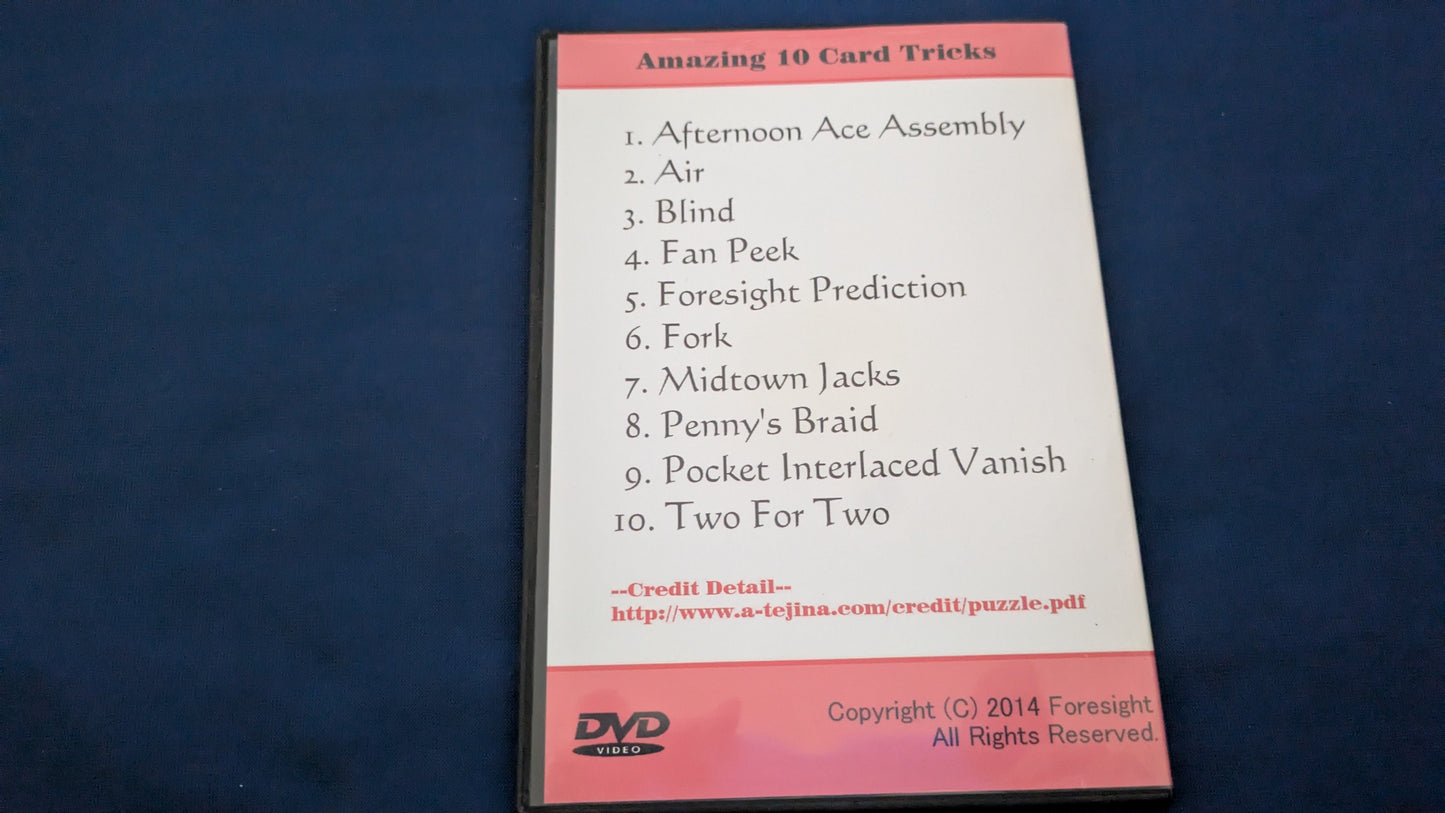 Amazing 10 Card Tricks
1. Afternoon Ace Assembly
2. Air
3. Blind
4. Fan Peek
5. Foresight Prediction
6. Fork
7. Midtown Jacks
8. Penny's Braid
9. Pocket Interlaced Vanish
10. Two For Two
--Credit Detail--
http://www.a-tejina.com/credit/puzzle.pdf
DVD
VIDEO
Copyright (C) 2014 Foresight
All Rights Reserved.